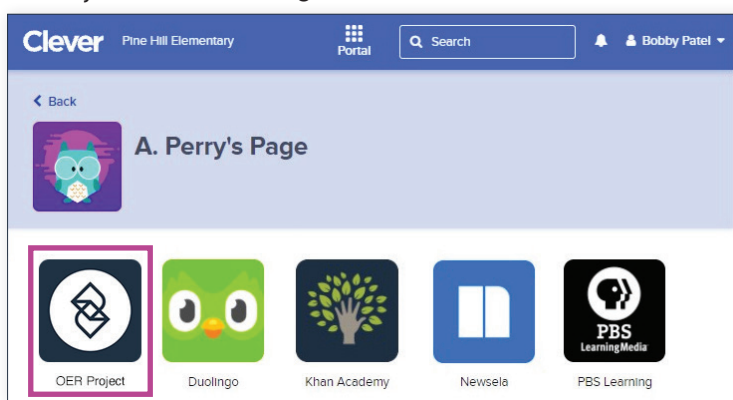 Clever Pine Hill Elementary Portal Search Bobby Patel
Back
A. Perry's Page
PBS
LearningMedia
OER Project Duolingo Khan Academy Newsela PBS Learning